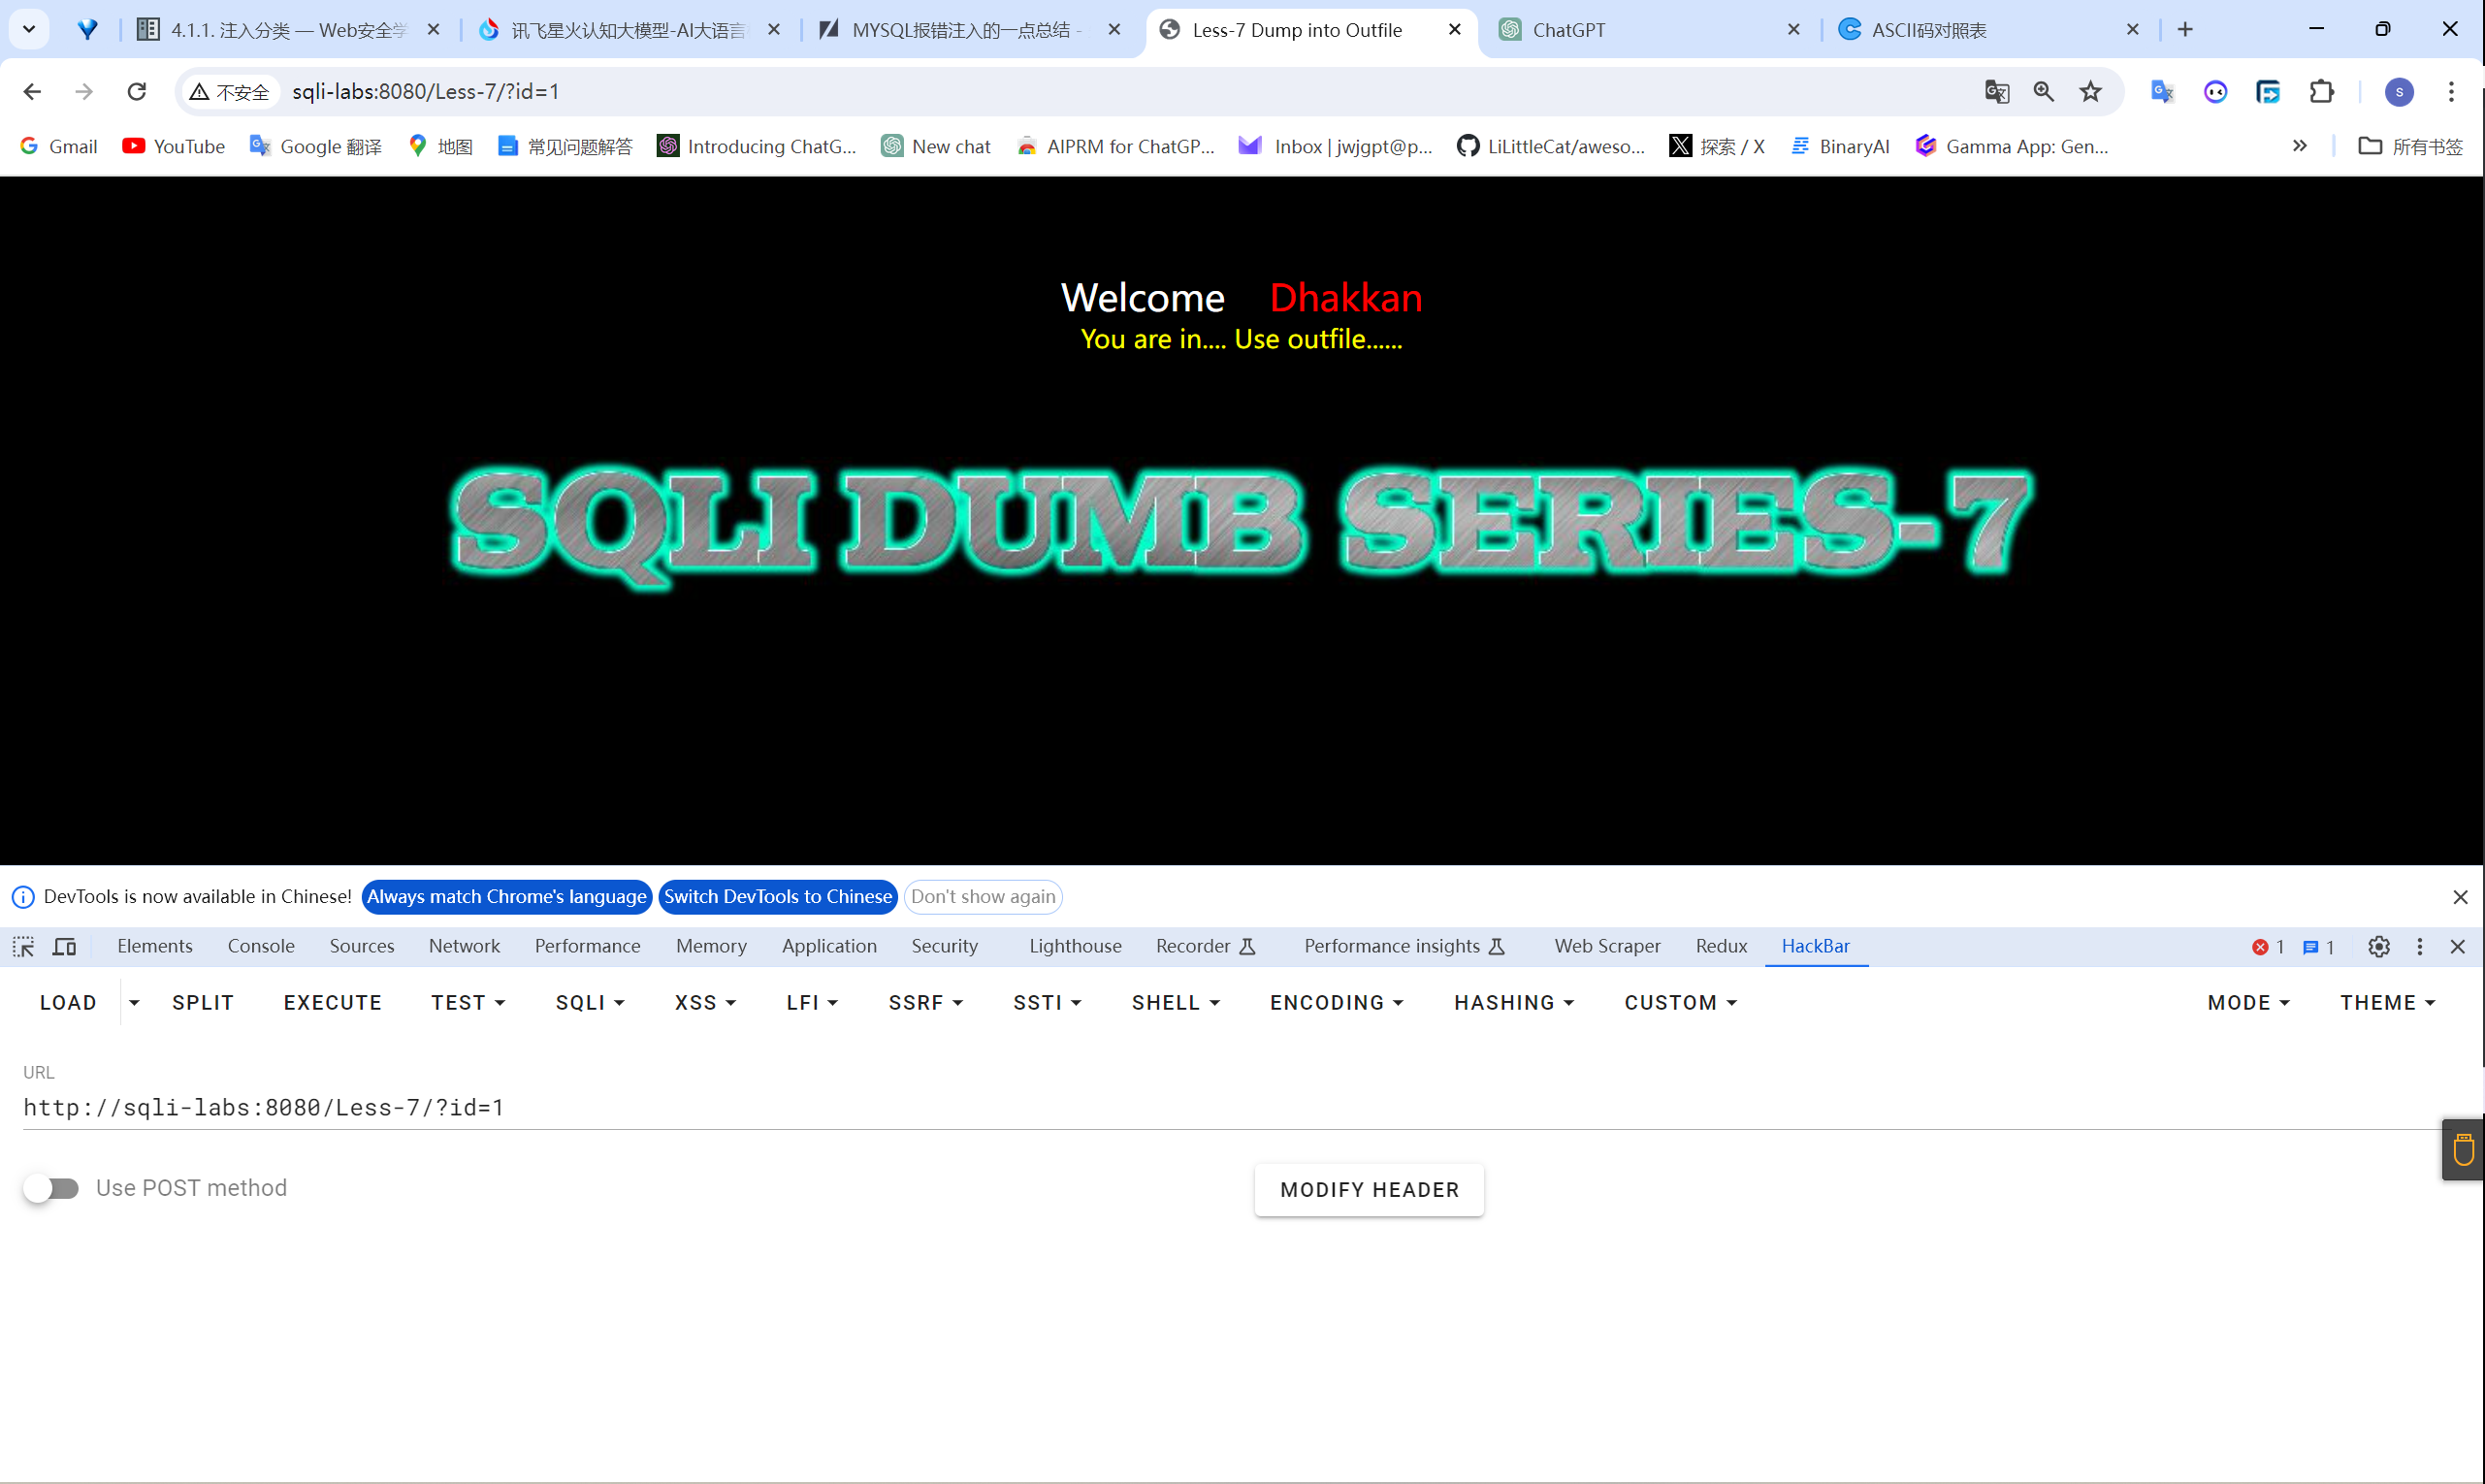 4.1.1. 注入分类 — Web安全学
讯飞星火认知大模型-AI大语言
MYSQL报错注入的一点总结 -
Less-7 Dump into Outfile
ChatGPT
ASCII码对照表
不安全
sqli-labs:8080/Less-7/?id=1
S
Gmail
YouTube
Google 翻译
地图
常见问题解答
Introducing ChatG...
New chat
AIPRM for ChatGP...
Inbox | jwjgpt@p...
LiLittleCat/aweso...
探索 / X
BinaryAI
Gamma App: Gen...
所有书签
Welcome Dhakkan
You are in.... Use outfile......
SQLI DUMB SERIES-7
DevTools is now available in Chinese!
Always match Chrome's language
Switch DevTools to Chinese
Don't show again
Elements
Console
Sources
Network
Performance
Memory
Application
Security
Lighthouse
Recorder
Performance insights
Web Scraper
Redux
HackBar
1
1
LOAD
SPLIT
EXECUTE
TEST
SQLI
XSS
LFI
SSRF
SSTI
SHELL
ENCODING
HASHING
CUSTOM
MODE
THEME
URL
http://sqli-labs:8080/Less-7/?id=1
Use POST method
MODIFY HEADER